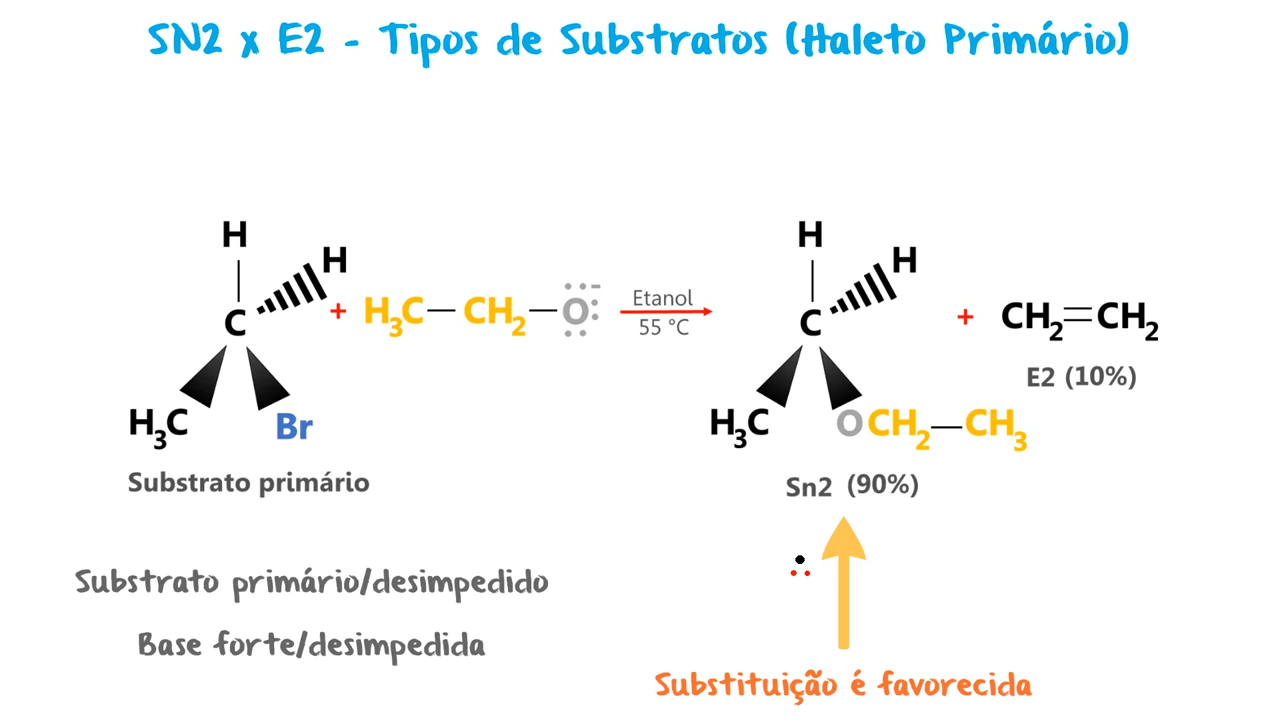 SN2 x E2 - Tipos de Substratos (Haleto Primário)
H
H
C
H₃C
Br
+
H₃C—CH₂—O:⁻
Etanol
55 °C
H
H
C
H₃C
OCH₂—CH₃
+
CH₂=CH₂
E2 (10%)
Substrato primário
Sn2 (90%)
Substrato primário/desimpedido
Base forte/desimpedida
Substituição é favorecida